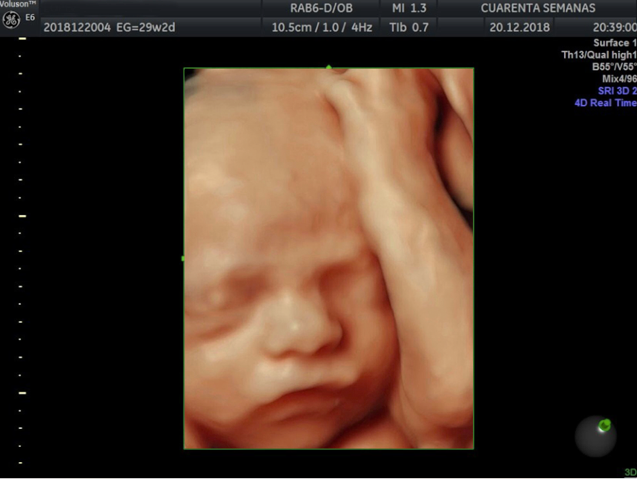 Voluson™
E6
RAB6-D/OB MI 1.3 CUARENTA SEMANAS
2018122004 EG=29w2d 10.5cm / 1.0 / 4Hz TIb 0.7 20.12.2018 20:39:00
Surface 1
Th13/Qual high1
B55°/V55°
Mix4/96
SRI 3D 2
4D Real Time
3D